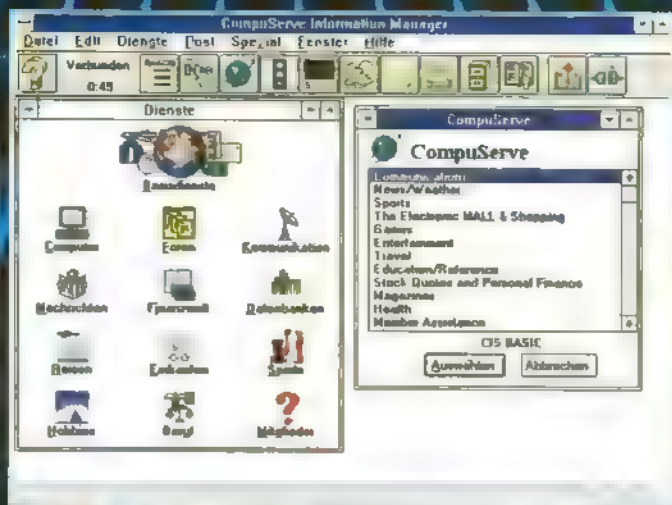 CompuServe Information Manager
Datei Edit Dienste Post Spezial Fenster Hilfe
Verbunden
0:45
Dienste
Basisdienste
Computer Foren Kommunikation
Nachrichten Finanzwelt Datenbanken
Reisen Einkaufen Spiele
Hobbies Beruf Mitglieder
CompuServe
CompuServe
Communications
News/Weather
Sports
The Electronic MALL & Shopping
Games
Entertainment
Travel
Education/Reference
Stock Quotes and Personal Finance
Magazines
Health
Member Assistance
CIS BASIC
Auswählen Abbrechen